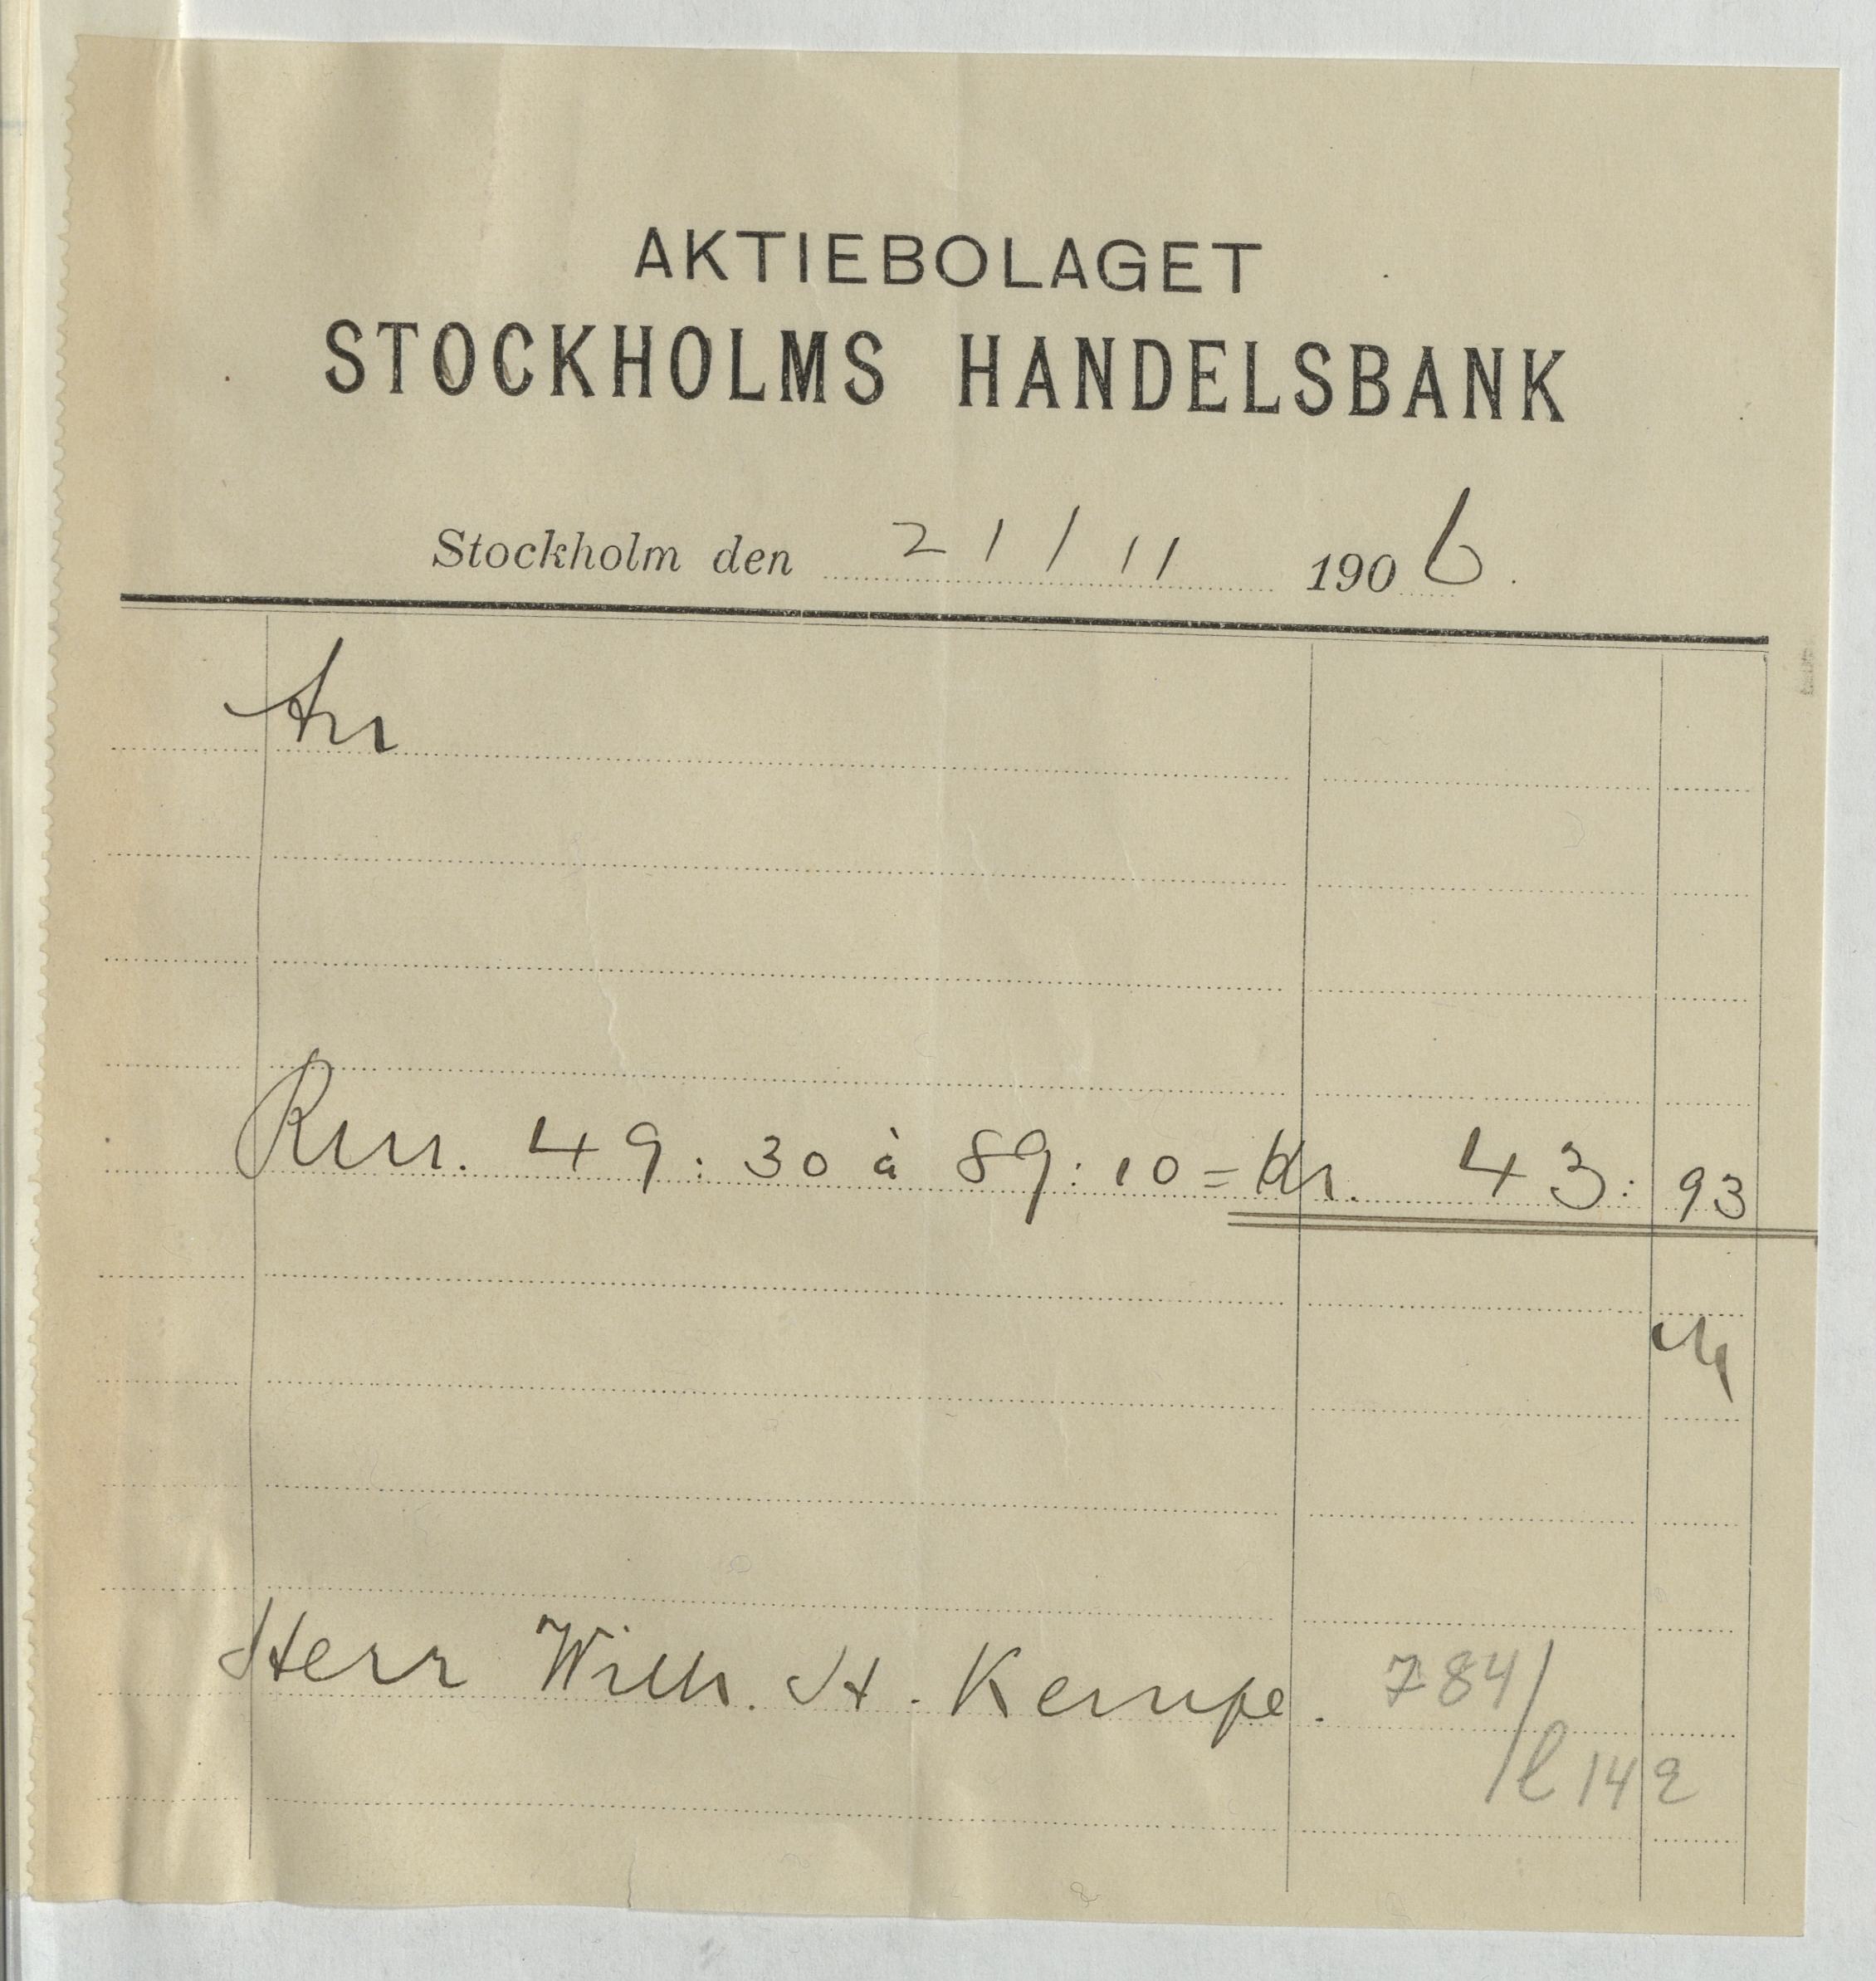 AKTIEBOLAGET
STOCKHOLMS HANDELSBANK
Stockholm den 21/11 1906.
An
Rm. 49:30 à 89:10 = Kr. 43:93
Herr Wilh. H. Kempe.
784/
l 142